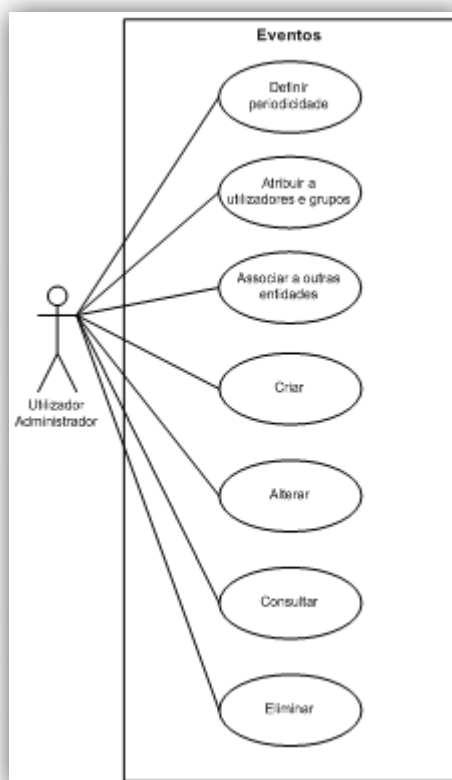 Eventos
Definir
periodicidade
Atribuir a
utilizadores e grupos
Associar a outras
entidades
Criar
Utilizador
Administrador
Alterar
Consultar
Eliminar